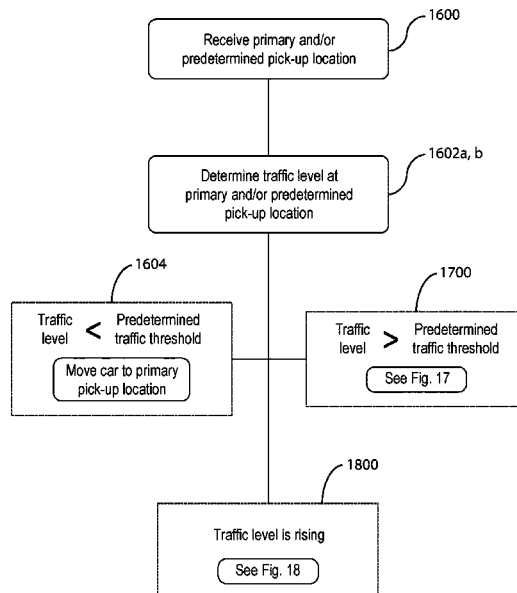 1600
Receive primary and/or
predetermined pick-up location
1602a, b
Determine traffic level at
primary and/or predetermined
pick-up location
1604
Traffic level < Predetermined traffic threshold
Move car to primary
pick-up location
1700
Traffic level > Predetermined traffic threshold
See Fig. 17
1800
Traffic level is rising
See Fig. 18